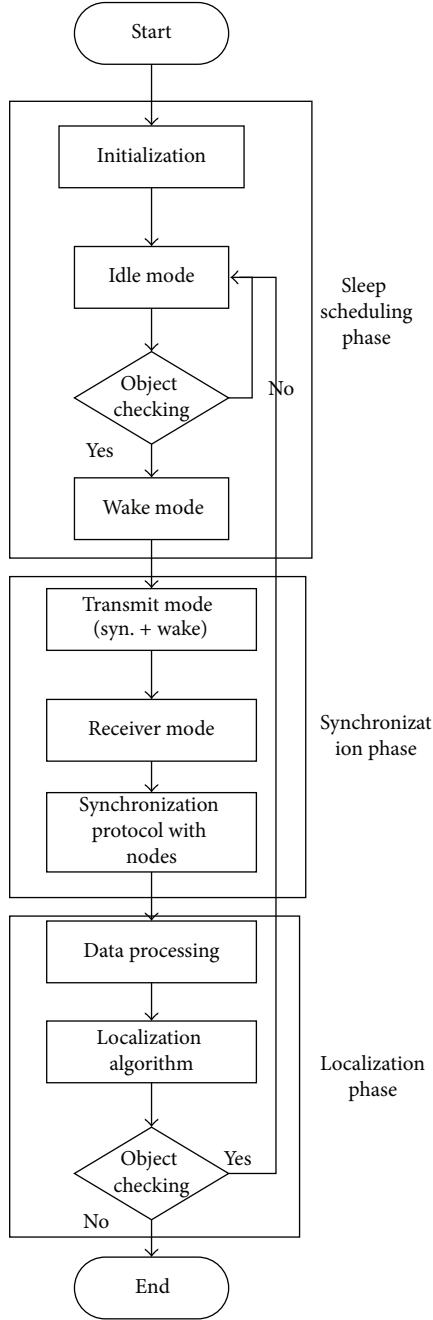 Start
Initialization
Idle mode
Sleep
scheduling
phase
Object
checking
No
Yes
Wake mode
Transmit mode
(syn. + wake)
Receiver mode
Synchronizat
ion phase
Synchronization
protocol with
nodes
Data processing
Localization
algorithm
Localization
phase
Object
checking
Yes
No
End